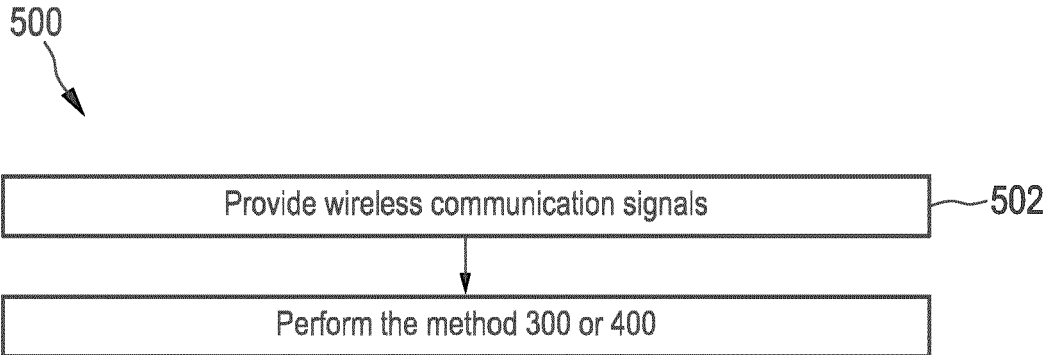 500
Provide wireless communication signals
502
Perform the method 300 or 400